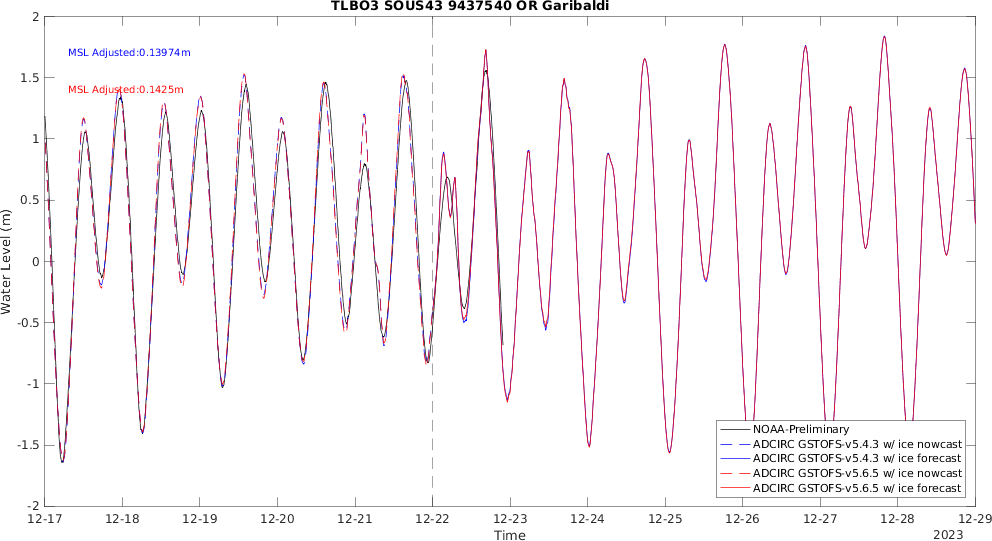 TLBO3 SOUS43 9437540 OR Garibaldi
MSL Adjusted:0.13974m
MSL Adjusted:0.1425m
Water Level (m)
2
1.5
1
0.5
0
-0.5
-1
-1.5
-2
NOAA-Preliminary
ADCIRC GSTOFS-v5.4.3 w/ ice nowcast
ADCIRC GSTOFS-v5.4.3 w/ ice forecast
ADCIRC GSTOFS-v5.6.5 w/ ice nowcast
ADCIRC GSTOFS-v5.6.5 w/ ice forecast
12-17 12-18 12-19 12-20 12-21 12-22 12-23 12-24 12-25 12-26 12-27 12-28 12-29
Time
2023